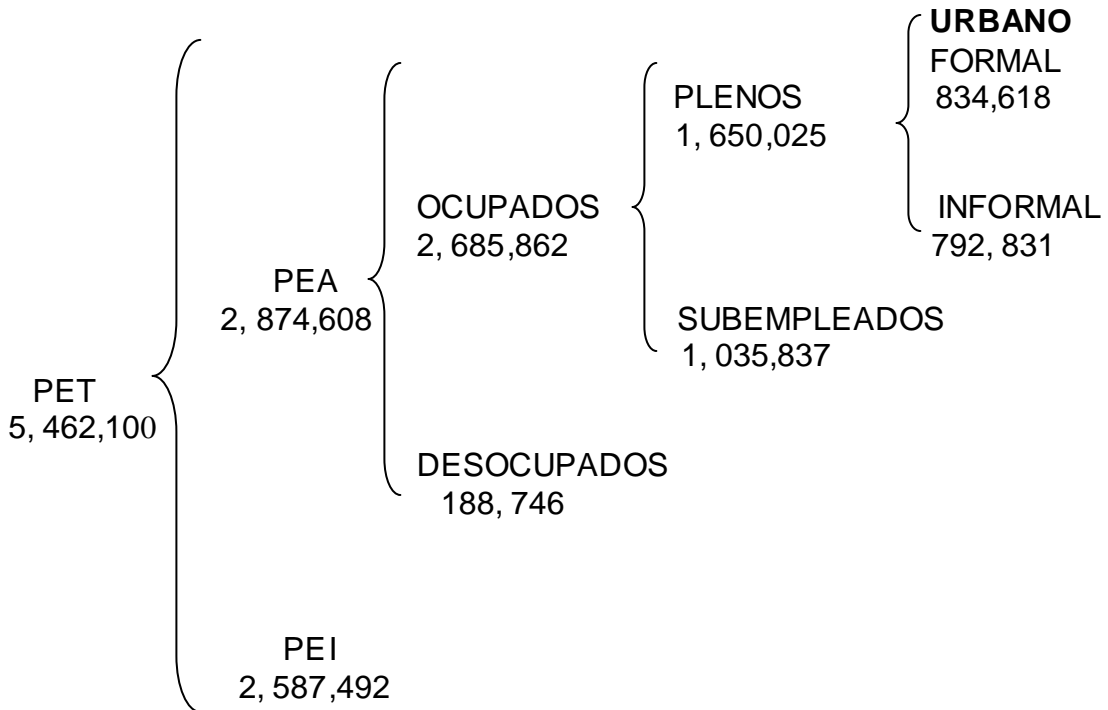 URBANO
FORMAL
834,618
PLENOS
1, 650,025
OCUPADOS
2, 685,862
INFORMAL
792, 831
PEA
2, 874,608
SUBEMPLEADOS
1, 035,837
PET
5, 462,100
DESOCUPADOS
188, 746
PEI
2, 587,492